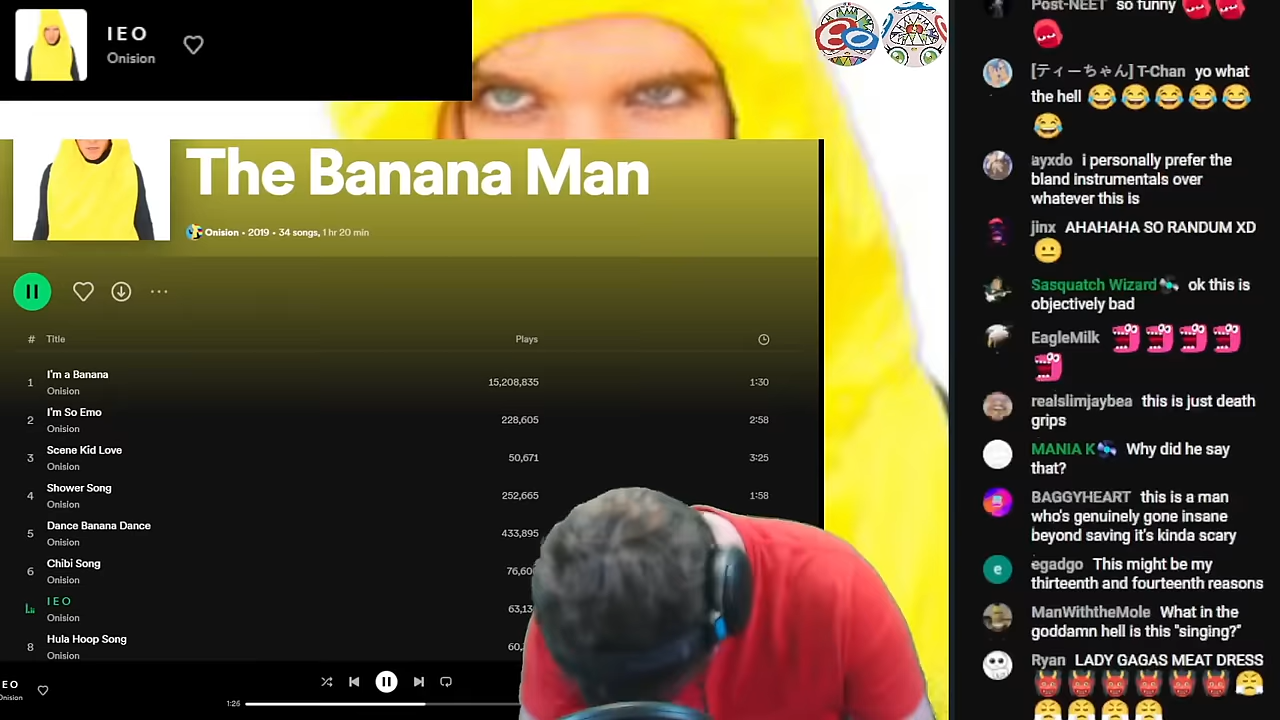 I E O
Onision
The Banana Man
Onision • 2019 • 34 songs, 1 hr 20 min
# Title Plays
1 I'm a Banana 15,208,835 1:30
Onision
2 I'm So Emo 228,605 2:58
Onision
3 Scene Kid Love 50,671 3:25
Onision
4 Shower Song 252,665 1:58
Onision
5 Dance Banana Dance 433,895
Onision
6 Chibi Song
Onision
I E O
Onision
8 Hula Hoop Song
Onision
Onision
1:26
Post-NEET so funny
[ティーちゃん] T-Chan yo what
the hell 😂😂😂😂😂
😂
ayxdo i personally prefer the
bland instrumentals over
whatever this is
jinx AHAHAHA SO RANDUM XD
😐
Sasquatch Wizard ok this is
objectively bad
EagleMilk
realslimjaybea this is just death
grips
MANIA K Why did he say
that?
BAGGYHEART this is a man
who's genuinely gone insane
beyond saving it's kinda scary
e
egadgo This might be my
thirteenth and fourteenth reasons
ManWiththeMole What in the
goddamn hell is this "singing?"
Ryan LADY GAGAS MEAT DRESS
👹👹👹👹👹👹😤
😤😤😤😤